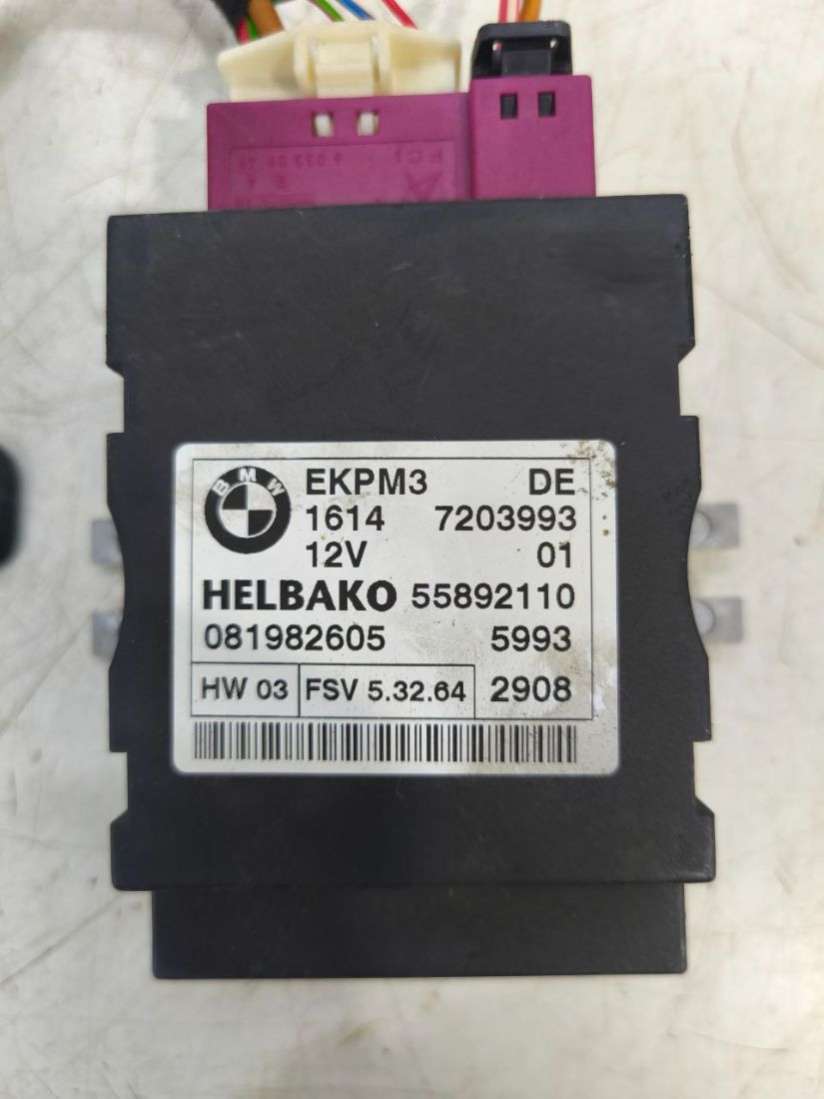 BMW
EKPM3 DE
1614 7203993
12V 01
HELBAKO 55892110
081982605 5993
HW 03 FSV 5.32.64 2908